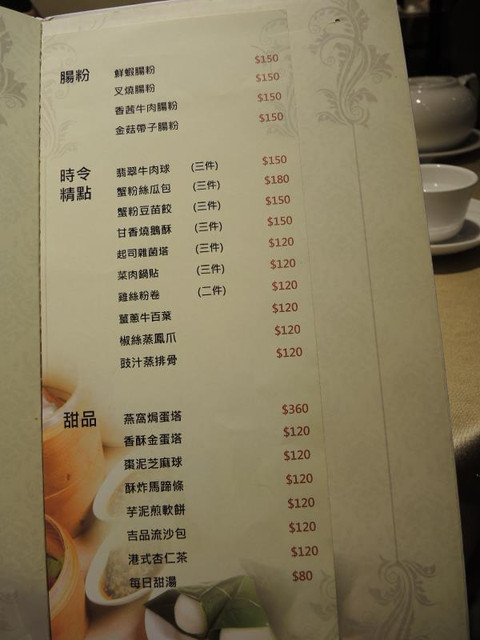 腸粉
鮮蝦腸粉 $150
叉燒腸粉 $150
香茜牛肉腸粉 $150
金菇帶子腸粉 $150
時令
精點
翡翠牛肉球 (三件) $150
蟹粉絲瓜包 (三件) $180
蟹粉豆苗餃 (三件) $150
甘香燒鵝酥 (三件) $150
起司雜菌塔 (三件) $120
菜肉鍋貼 (三件) $120
雞絲粉卷 (二件) $120
薑蔥牛百葉 $120
椒絲蒸鳳爪 $120
豉汁蒸排骨 $120
甜品
燕窩焗蛋塔 $360
香酥金蛋塔 $120
棗泥芝麻球 $120
酥炸馬蹄條 $120
芋泥煎軟餅 $120
吉品流沙包 $120
港式杏仁茶 $120
每日甜湯 $80